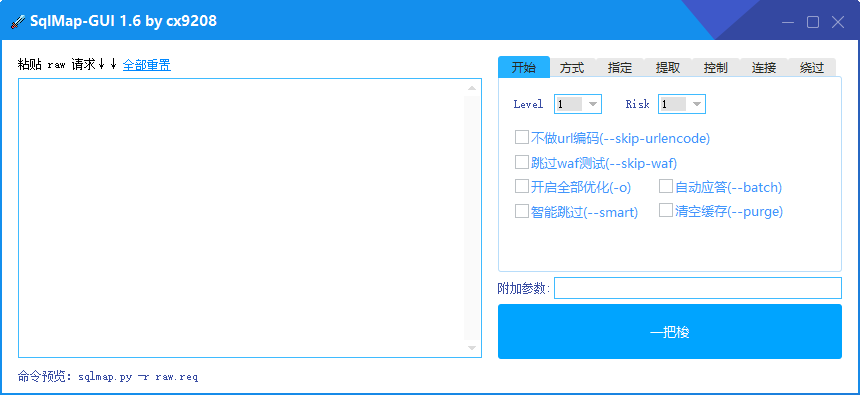 SqlMap-GUI 1.6 by cx9208
粘贴 raw 请求↓↓ 全部重置
开始 方式 指定 提取 控制 连接 绕过
Level 1 Risk 1
不做url编码(--skip-urlencode)
跳过waf测试(--skip-waf)
开启全部优化(-o) 自动应答(--batch)
智能跳过(--smart) 清空缓存(--purge)
附加参数:
一把梭
命令预览: sqlmap.py -r raw.req